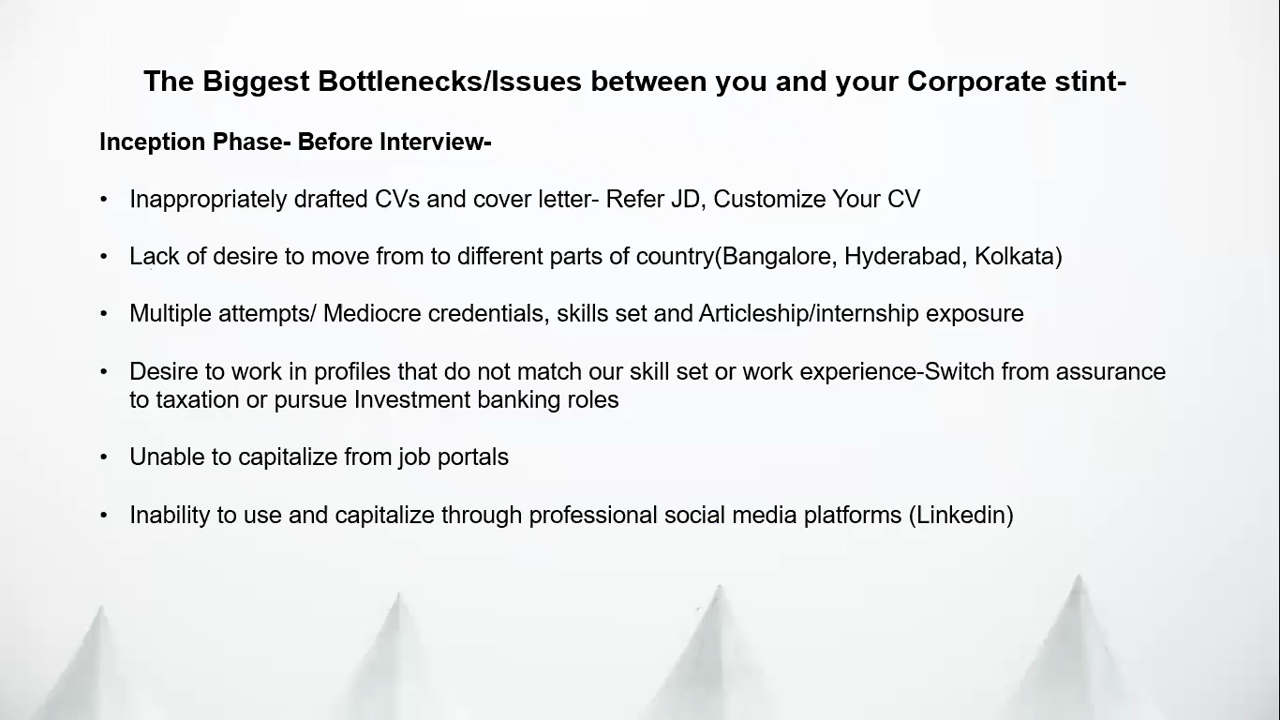 The Biggest Bottlenecks/Issues between you and your Corporate stint-
Inception Phase- Before Interview-
• Inappropriately drafted CVs and cover letter- Refer JD, Customize Your CV
• Lack of desire to move from to different parts of country(Bangalore, Hyderabad, Kolkata)
• Multiple attempts/ Mediocre credentials, skills set and Articleship/internship exposure
• Desire to work in profiles that do not match our skill set or work experience-Switch from assurance
to taxation or pursue Investment banking roles
• Unable to capitalize from job portals
• Inability to use and capitalize through professional social media platforms (Linkedin)